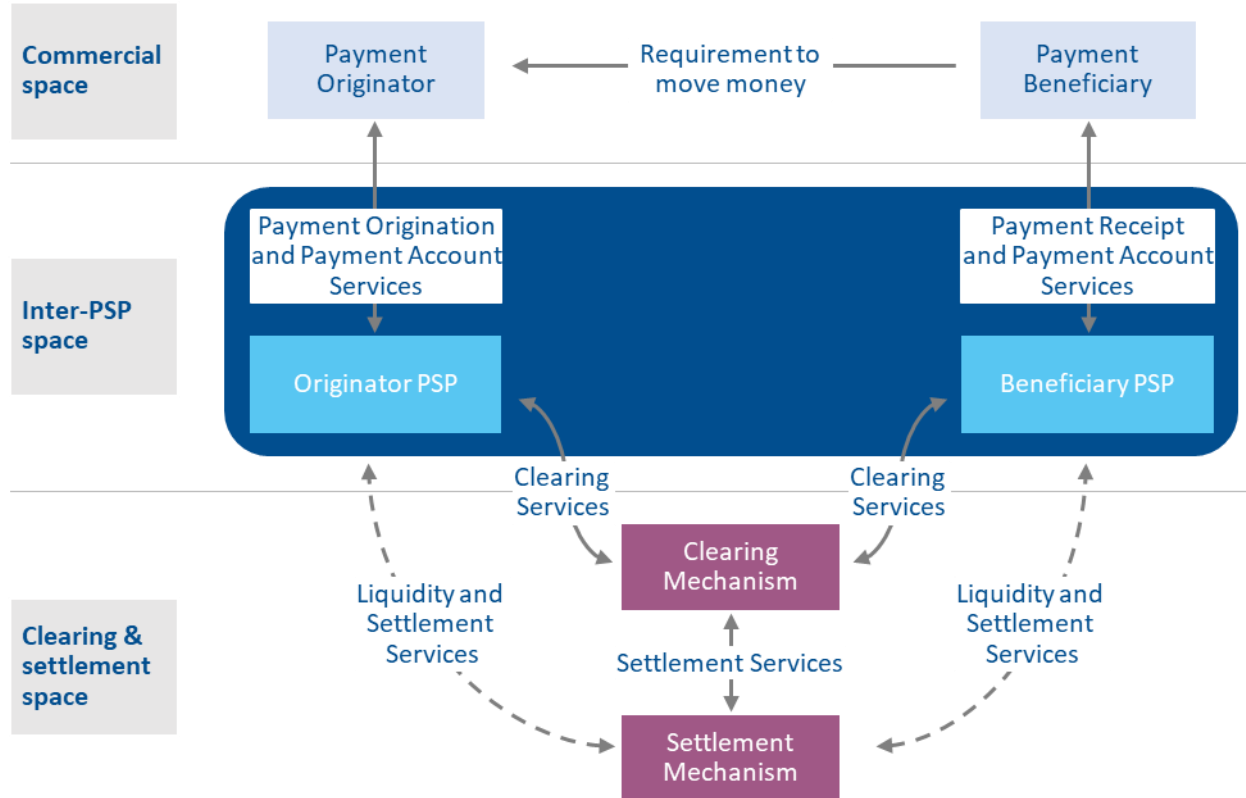 Commercial
space
Payment
Originator
Requirement to
move money
Payment
Beneficiary
Inter-PSP
space
Payment Origination
and Payment Account
Services
Payment Receipt
and Payment Account
Services
Originator PSP
Beneficiary PSP
Clearing
Services
Clearing
Services
Clearing &
settlement
space
Clearing
Mechanism
Liquidity and
Settlement
Services
Liquidity and
Settlement
Services
Settlement Services
Settlement
Mechanism